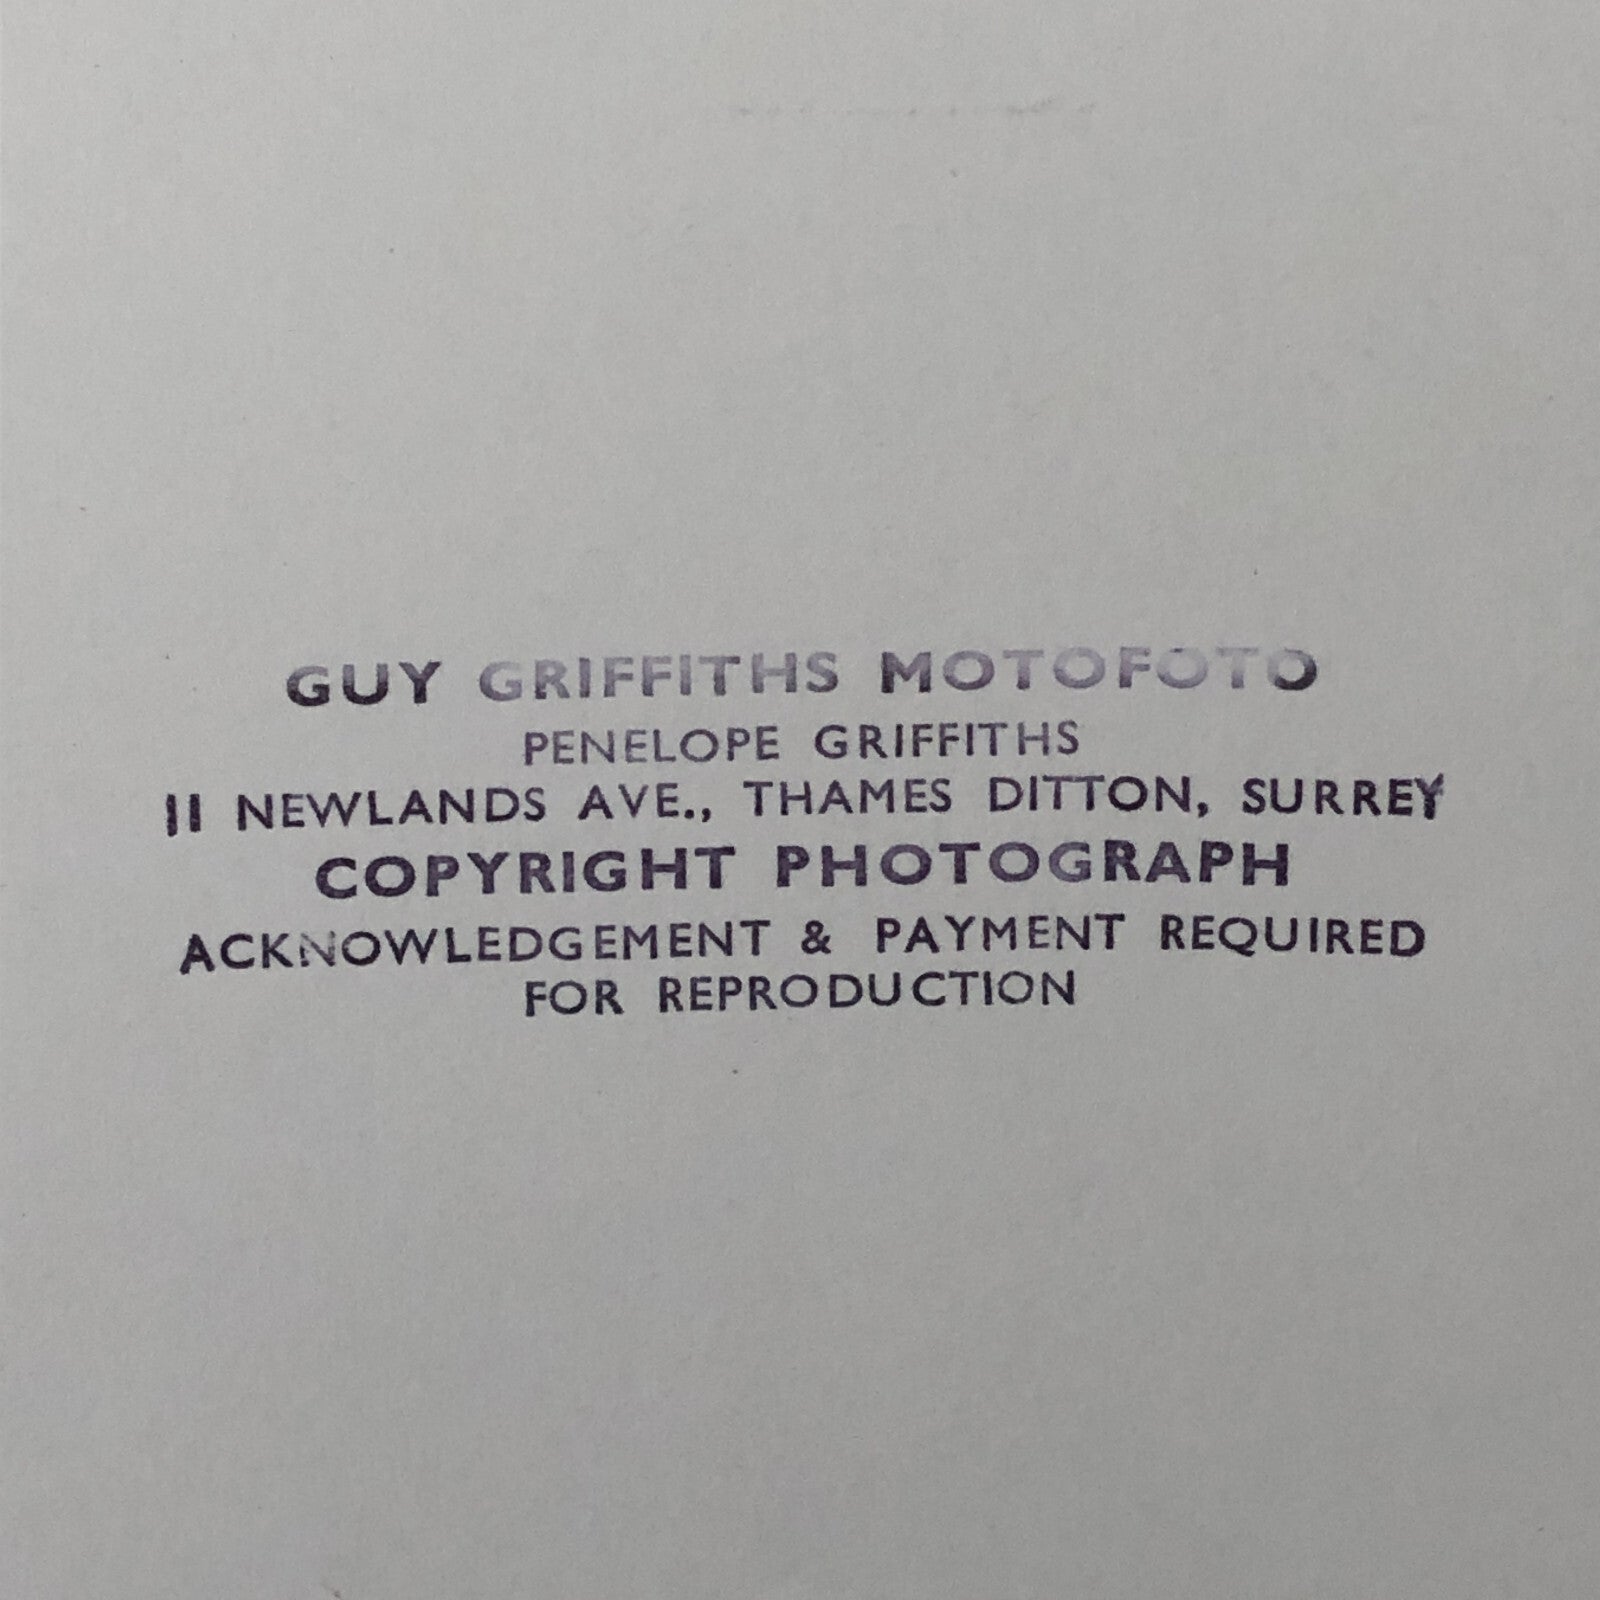 GUY GRIFFITHS MOTOFOTO
PENELOPE GRIFFITHS
11 NEWLANDS AVE., THAMES DITTON, SURREY
COPYRIGHT PHOTOGRAPH
ACKNOWLEDGEMENT & PAYMENT REQUIRED
FOR REPRODUCTION